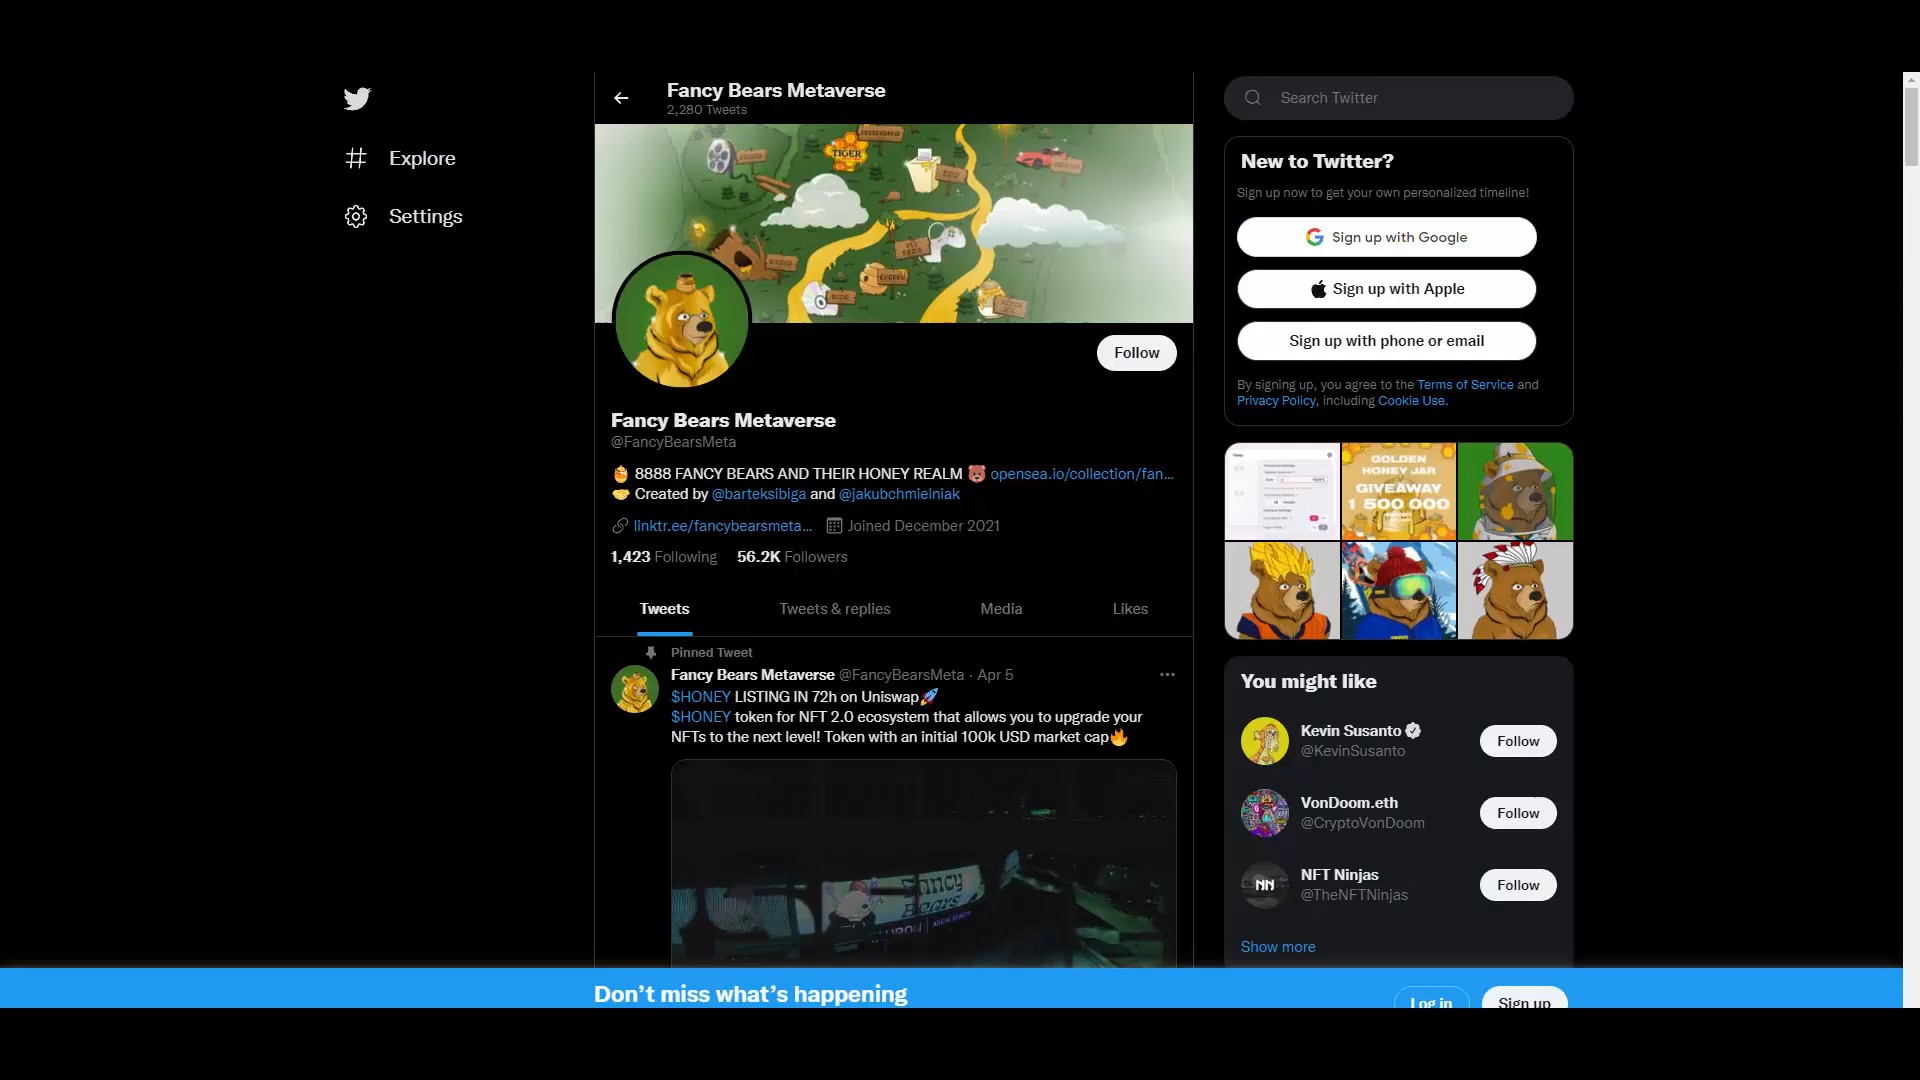 Explore
Settings
Fancy Bears Metaverse
2,280 Tweets
TIGER
Follow
Fancy Bears Metaverse
@FancyBearsMeta
8888 FANCY BEARS AND THEIR HONEY REALM opensea.io/collection/fan...
Created by @barteksibiga and @jakubchmielniak
linktr.ee/fancybearsmeta... Joined December 2021
1,423 Following 56.2K Followers
Tweets Tweets & replies Media Likes
Pinned Tweet
Fancy Bears Metaverse @FancyBearsMeta · Apr 5
$HONEY LISTING IN 72h on Uniswap
$HONEY token for NFT 2.0 ecosystem that allows you to upgrade your
NFTs to the next level! Token with an initial 100k USD market cap
Fancy
Bears
Search Twitter
New to Twitter?
Sign up now to get your own personalized timeline!
Sign up with Google
Sign up with Apple
Sign up with phone or email
By signing up, you agree to the Terms of Service and
Privacy Policy, including Cookie Use.
GOLDEN
HONEY JAR
GIVEAWAY
1 500 000
You might like
Kevin Susanto
@KevinSusanto
Follow
VonDoom.eth
@CryptoVonDoom
Follow
NN
NFT Ninjas
@TheNFTNinjas
Follow
Show more
Don’t miss what’s happening
Log in
Sign up